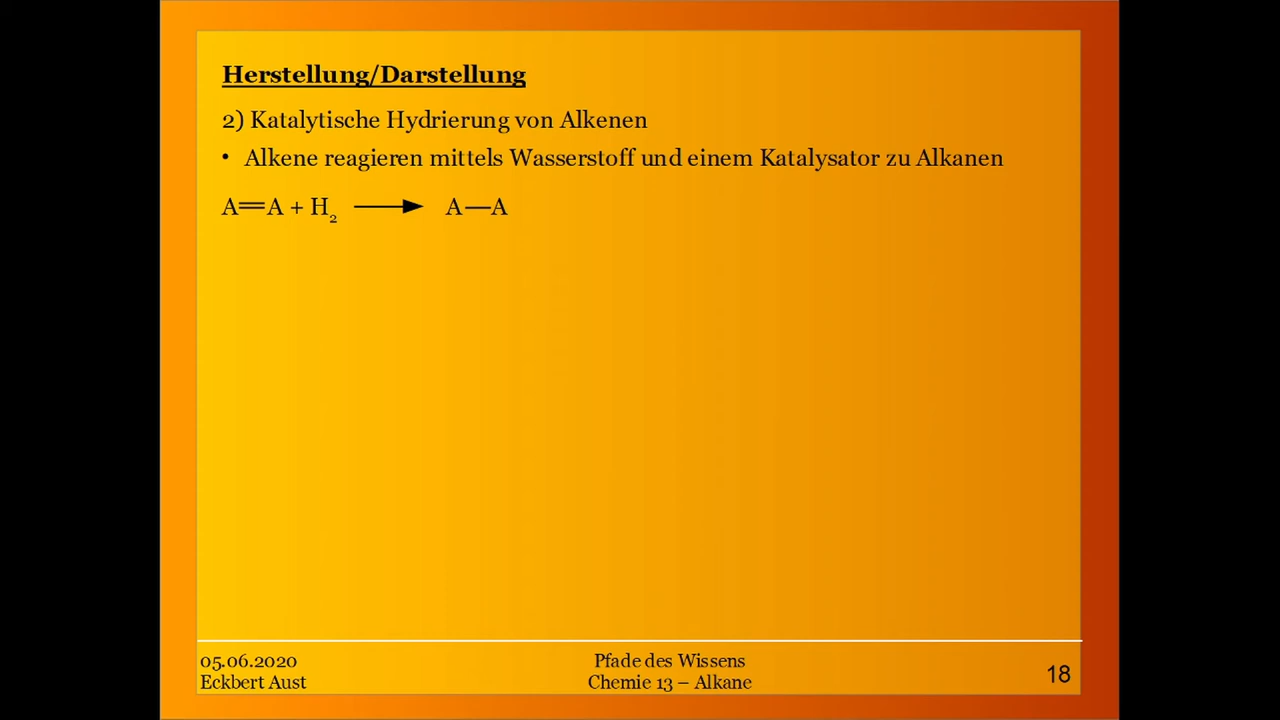 Herstellung/Darstellung
2) Katalytische Hydrierung von Alkenen
• Alkene reagieren mittels Wasserstoff und einem Katalysator zu Alkanen
A═A + H₂ ⟶ A—A
05.06.2020
Eckbert Aust
Pfade des Wissens
Chemie 13 – Alkane
18